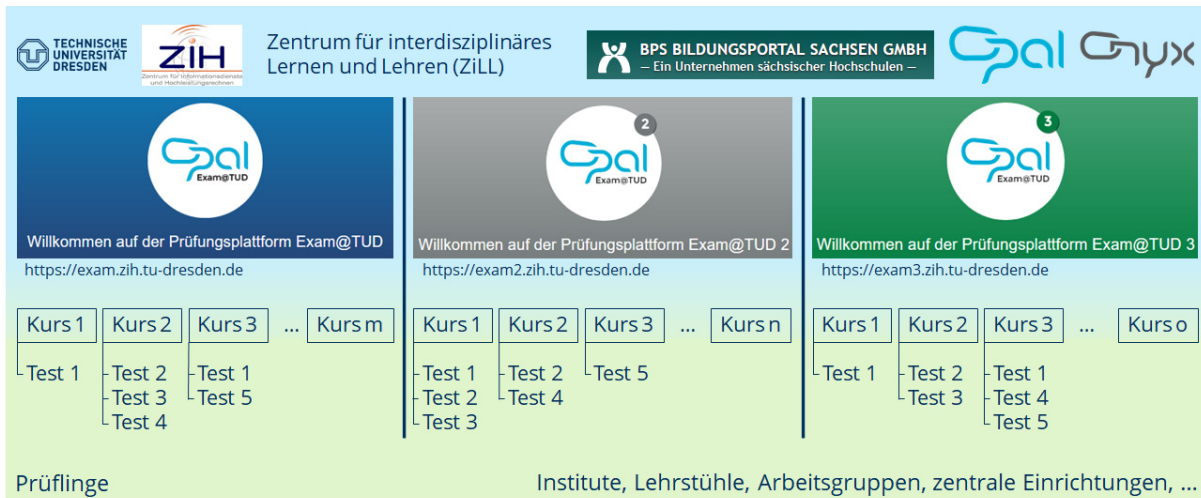 TECHNISCHE
UNIVERSITÄT
DRESDEN
ZIH
Zentrum für Informationsdienste
und Hochleistungsrechnen
Zentrum für interdisziplinäres
Lernen und Lehren (ZiLL)
BPS BILDUNGSPORTAL SACHSEN GMBH
– Ein Unternehmen sächsischer Hochschulen –
Opal
Onyx
Opal
Exam@TUD
Willkommen auf der Prüfungsplattform Exam@TUD
https://exam.zih.tu-dresden.de
Kurs 1 Kurs 2 Kurs 3 ... Kurs m
Test 1 Test 2 Test 1
Test 3 Test 5
Test 4
2
Opal
Exam@TUD
Willkommen auf der Prüfungsplattform Exam@TUD 2
https://exam2.zih.tu-dresden.de
Kurs 1 Kurs 2 Kurs 3 ... Kurs n
Test 1 Test 2 Test 5
Test 2 Test 4
Test 3
3
Opal
Exam@TUD
Willkommen auf der Prüfungsplattform Exam@TUD 3
https://exam3.zih.tu-dresden.de
Kurs 1 Kurs 2 Kurs 3 ... Kurs o
Test 1 Test 2 Test 1
Test 3 Test 4
Test 5
Prüflinge
Institute, Lehrstühle, Arbeitsgruppen, zentrale Einrichtungen, ...